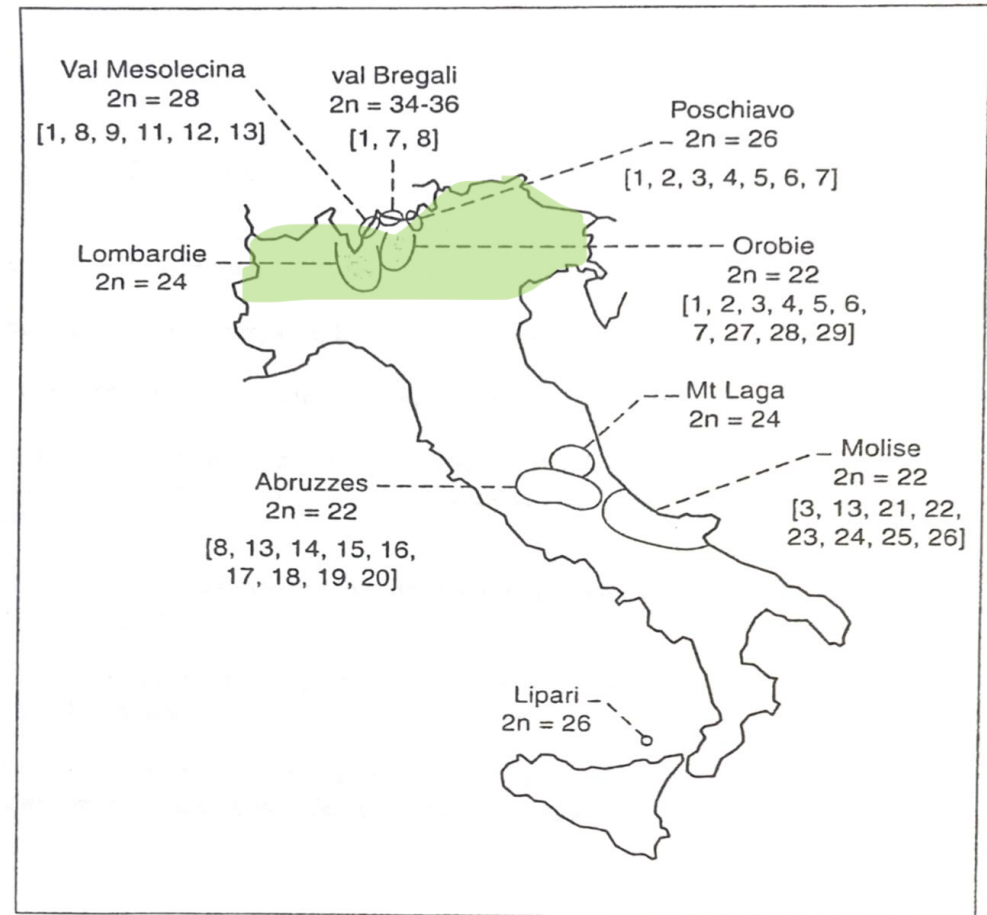 Val Mesolecina
2n = 28
[1, 8, 9, 11, 12, 13]
val Bregali
2n = 34-36
[1, 7, 8]
Poschiavo
2n = 26
[1, 2, 3, 4, 5, 6, 7]
Lombardie
2n = 24
Orobie
2n = 22
[1, 2, 3, 4, 5, 6,
7, 27, 28, 29]
Mt Laga
2n = 24
Molise
2n = 22
[3, 13, 21, 22,
23, 24, 25, 26]
Abruzzes
2n = 22
[8, 13, 14, 15, 16,
17, 18, 19, 20]
Lipari
2n = 26